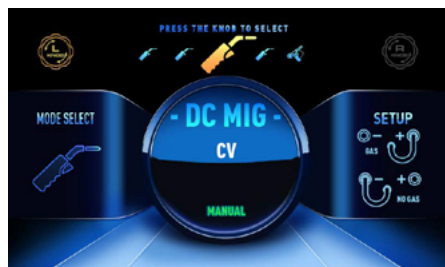 PRESS THE KNOB TO SELECT
L
R
MODE SELECT
- DC MIG -
CV
MANUAL
SETUP
- +
GAS
- +
NO GAS